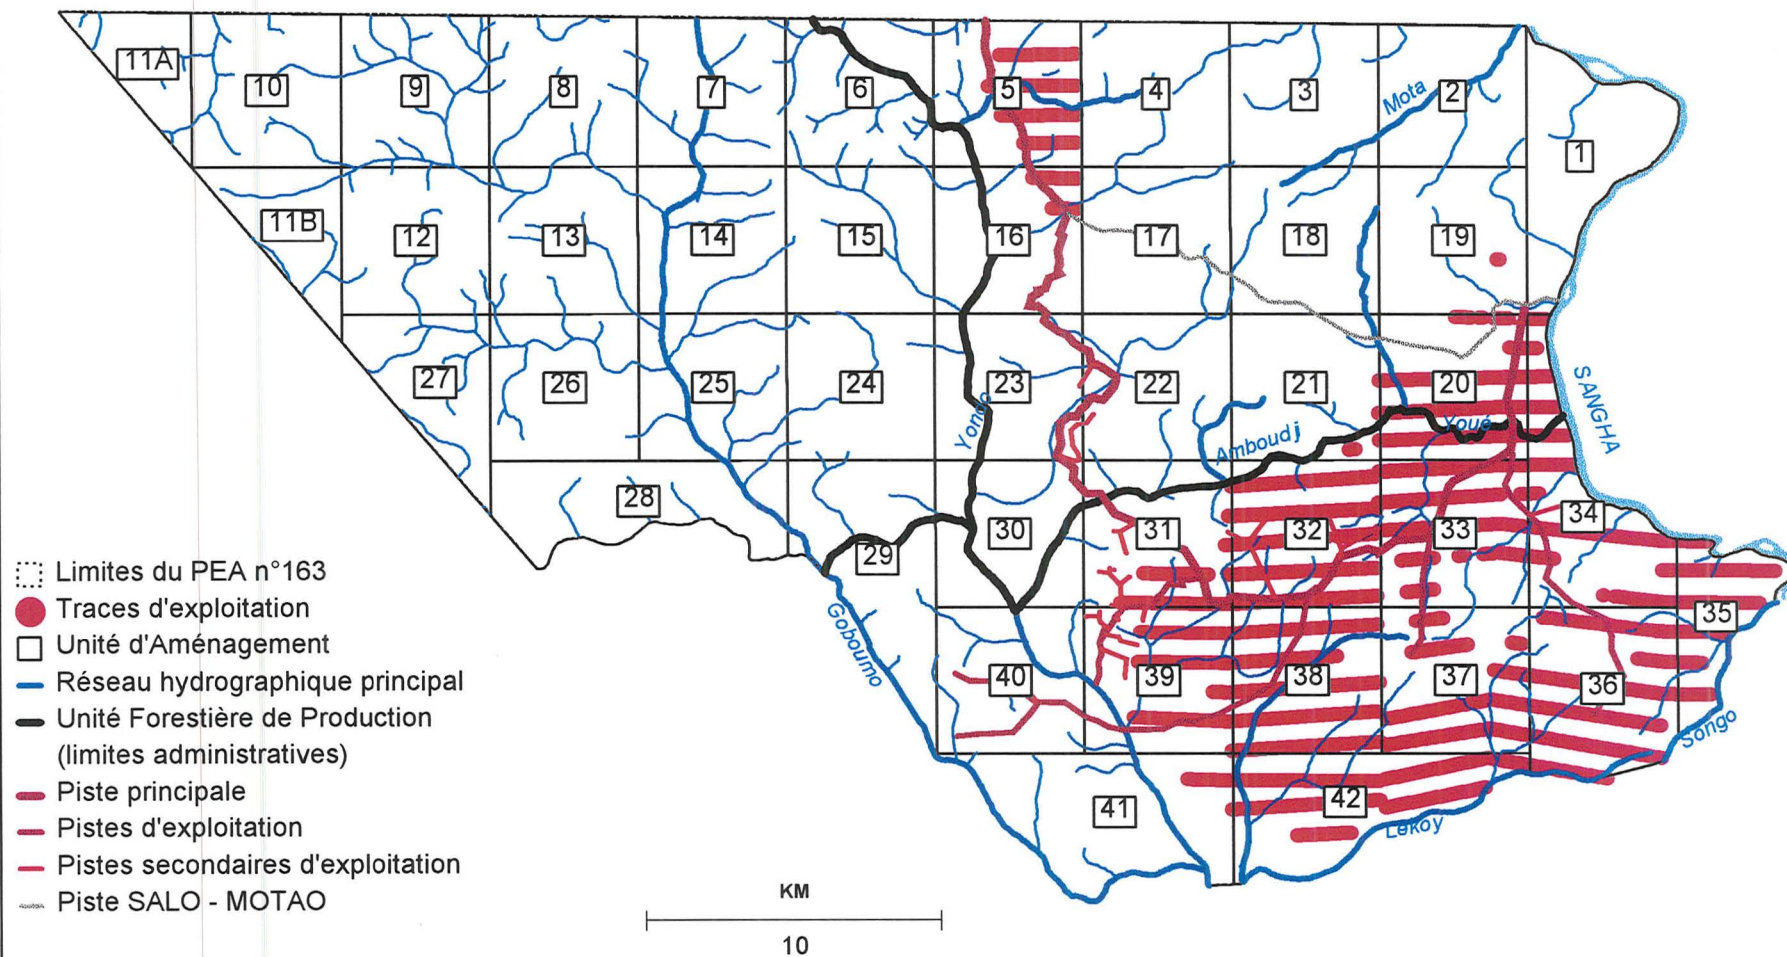 11A
10
9
8
7
6
5
4
3
Mota
2
1
11B
12
13
14
15
16
17
18
19
27
26
25
24
Yondo
23
22
21
20
Youé
Amboudj
SANGHA
28
29
30
31
32
33
34
35
Goboumo
40
39
38
37
36
Songo
41
42
Lekoy
Limites du PEA n°163
Traces d'exploitation
Unité d'Aménagement
Réseau hydrographique principal
Unité Forestière de Production
(limites administratives)
Piste principale
Pistes d'exploitation
Pistes secondaires d'exploitation
Piste SALO - MOTAO
KM
10